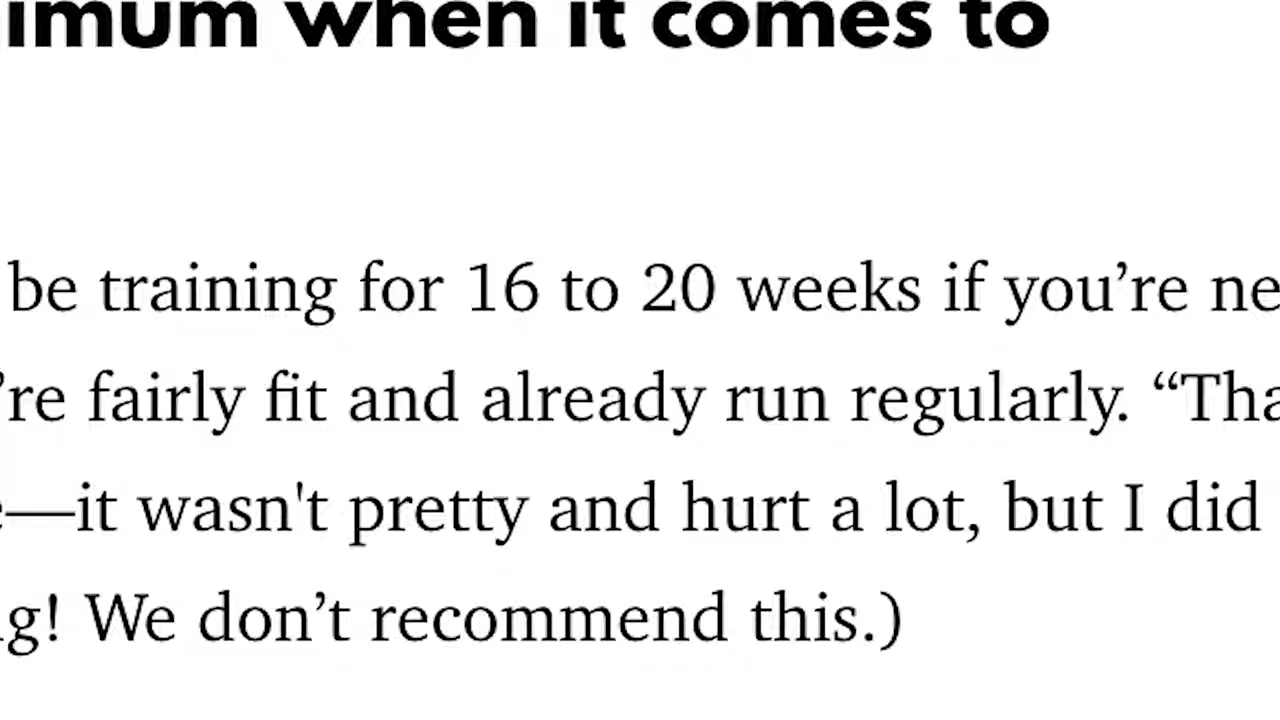 imum when it comes to
be training for 16 to 20 weeks if you’re ne
’re fairly fit and already run regularly. “Tha
e—it wasn't pretty and hurt a lot, but I did
g! We don’t recommend this.)